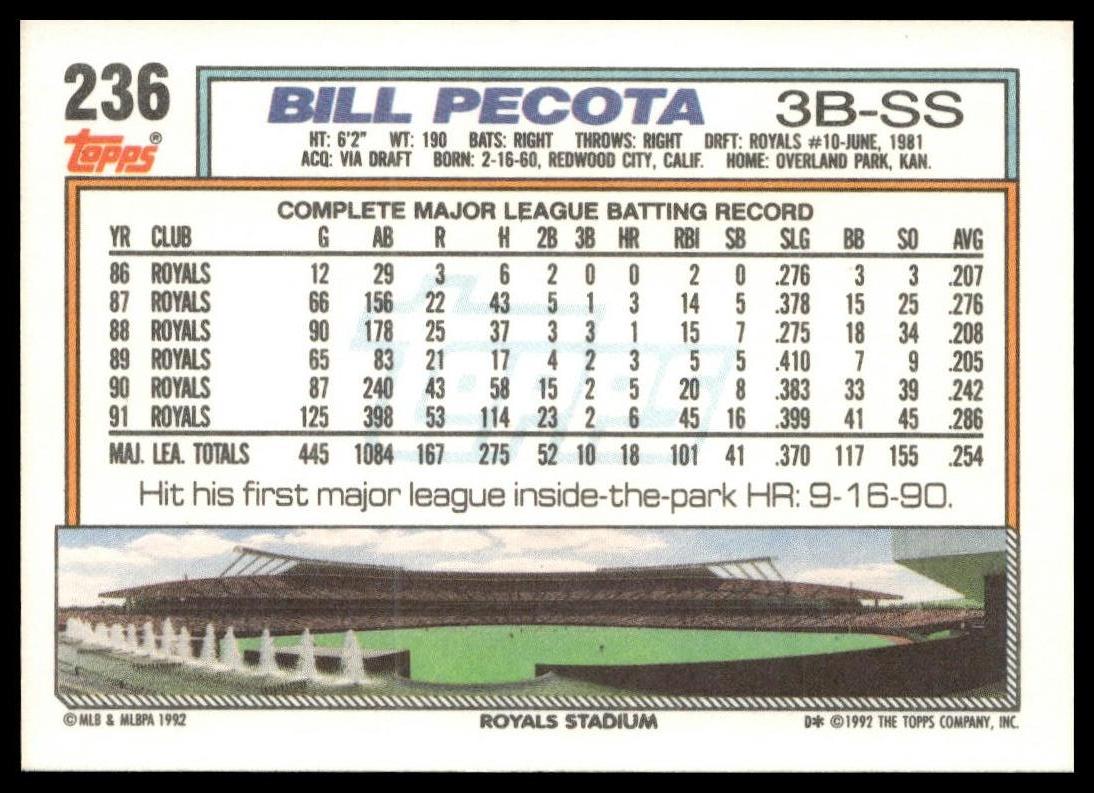 236
Topps®
BILL PECOTA 3B-SS
HT: 6'2" WT: 190 BATS: RIGHT THROWS: RIGHT DRFT: ROYALS #10-JUNE, 1981
ACQ: VIA DRAFT BORN: 2-16-60, REDWOOD CITY, CALIF. HOME: OVERLAND PARK, KAN.
COMPLETE MAJOR LEAGUE BATTING RECORD
YR CLUB G AB R H 2B 3B HR RBI SB SLG BB SO AVG
86 ROYALS 12 29 3 6 2 0 0 2 0 .276 3 3 .207
87 ROYALS 66 156 22 43 5 1 3 14 5 .378 15 25 .276
88 ROYALS 90 178 25 37 3 3 1 15 7 .275 18 34 .208
89 ROYALS 65 83 21 17 4 2 3 5 5 .410 7 9 .205
90 ROYALS 87 240 43 58 15 2 5 20 8 .383 33 39 .242
91 ROYALS 125 398 53 114 23 2 6 45 16 .399 41 45 .286
MAJ. LEA. TOTALS 445 1084 167 275 52 10 18 101 41 .370 117 155 .254
Topps
Hit his first major league inside-the-park HR: 9-16-90.
© MLB & MLBPA 1992 ROYALS STADIUM D* © 1992 THE TOPPS COMPANY, INC.